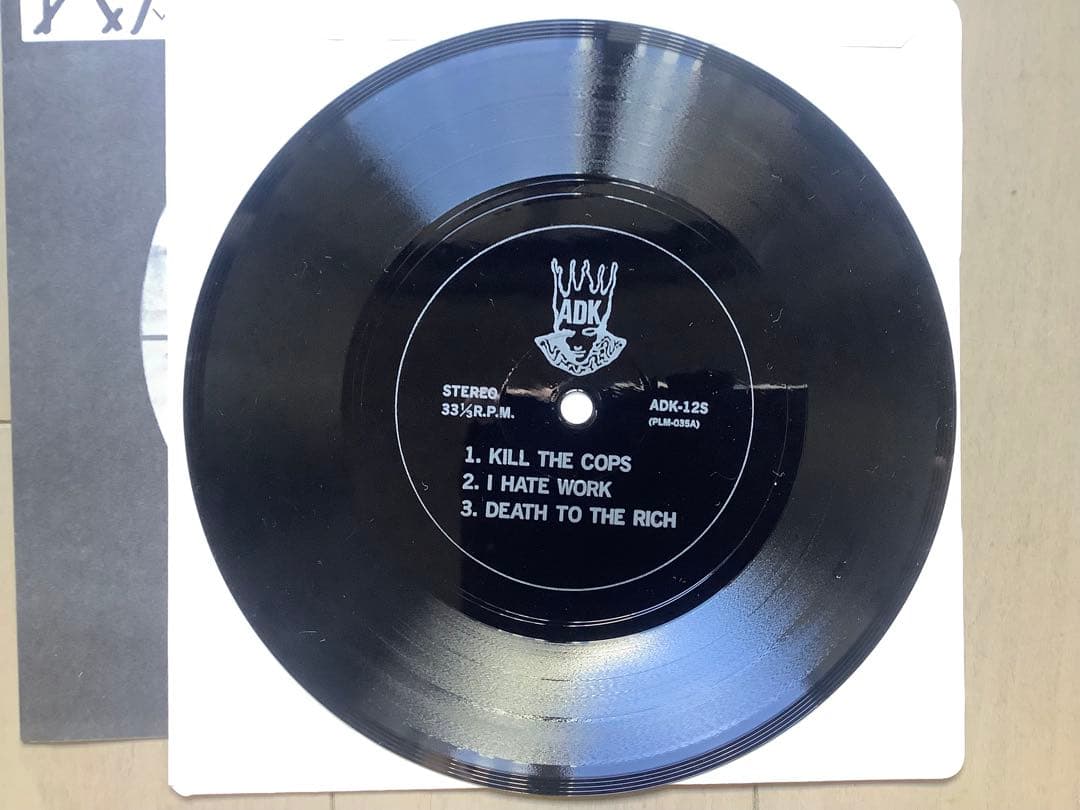 ADK
STEREO
33⅓R.P.M.
ADK-12S
(PLM-035A)
1. KILL THE COPS
2. I HATE WORK
3. DEATH TO THE RICH